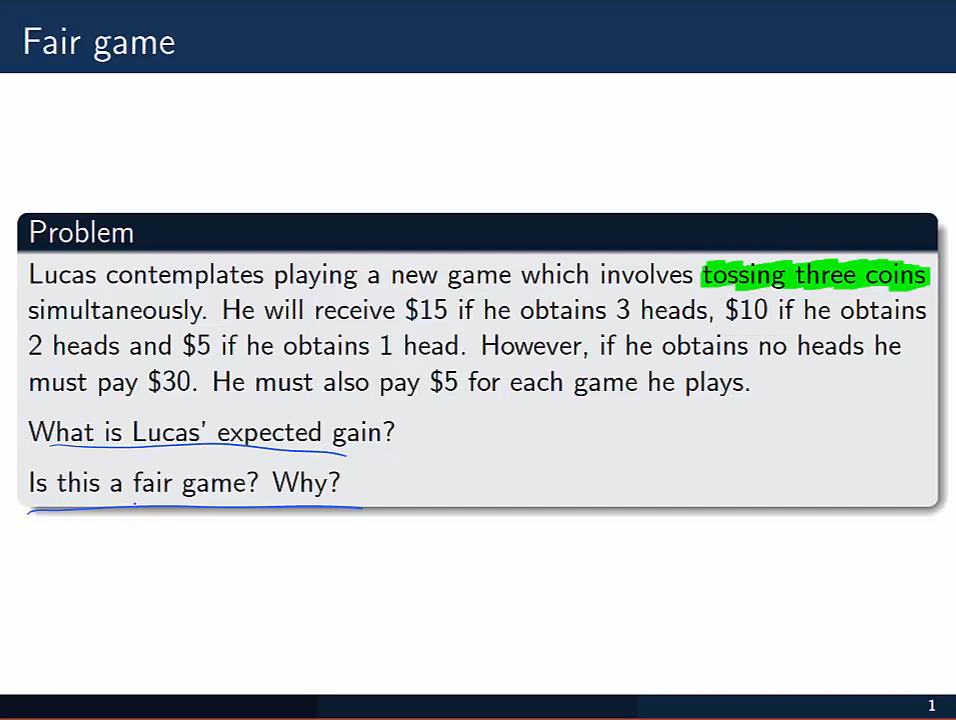 Fair game
Problem
Lucas contemplates playing a new game which involves tossing three coins
simultaneously. He will receive $15 if he obtains 3 heads, $10 if he obtains
2 heads and $5 if he obtains 1 head. However, if he obtains no heads he
must pay $30. He must also pay $5 for each game he plays.
What is Lucas' expected gain?
Is this a fair game? Why?
1